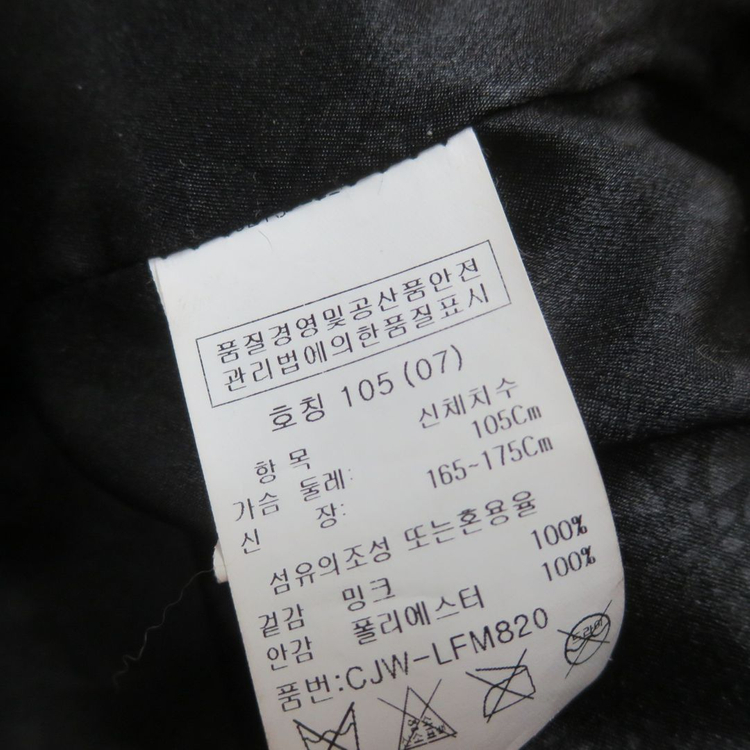 품질경영및공산품안전
관리법에의한품질표시
호칭 105(07)
항 목 신체치수
가슴 둘레: 105Cm
신 장: 165~175Cm
섬유의조성 또는혼용율
겉감 밍크 100%
안감 폴리에스터 100%
품번:CJW-LFM820
드라이